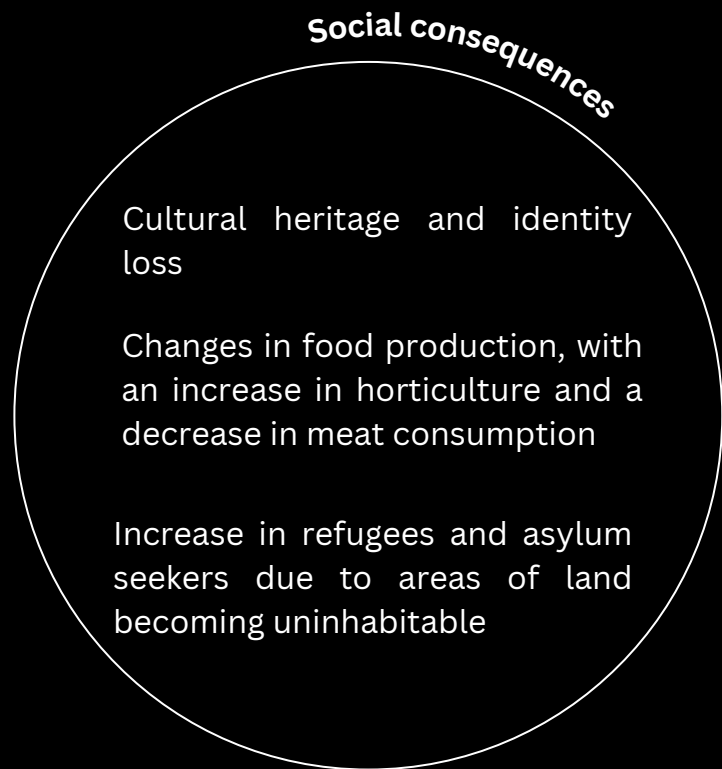 Social consequences
Cultural heritage and identity
loss
Changes in food production, with
an increase in horticulture and a
decrease in meat consumption
Increase in refugees and asylum
seekers due to areas of land
becoming uninhabitable